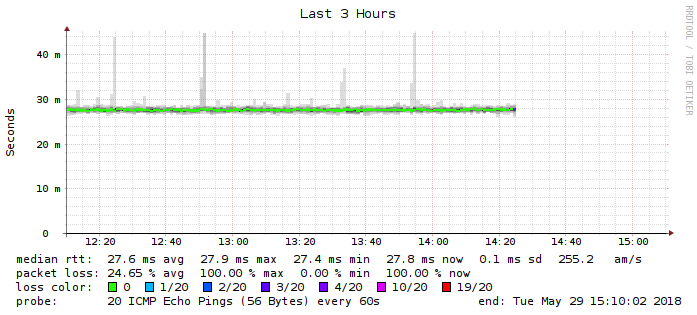 Last 3 Hours
RRDTOOL / TOBI OETIKER
Seconds
40 m
30 m
20 m
10 m
0
12:20 12:40 13:00 13:20 13:40 14:00 14:20 14:40 15:00
median rtt: 27.6 ms avg 27.9 ms max 27.4 ms min 27.8 ms now 0.1 ms sd 255.2 am/s
packet loss: 24.65 % avg 100.00 % max 0.00 % min 100.00 % now
loss color: 0 1/20 2/20 3/20 4/20 10/20 19/20
probe: 20 ICMP Echo Pings (56 Bytes) every 60s end: Tue May 29 15:10:02 2018